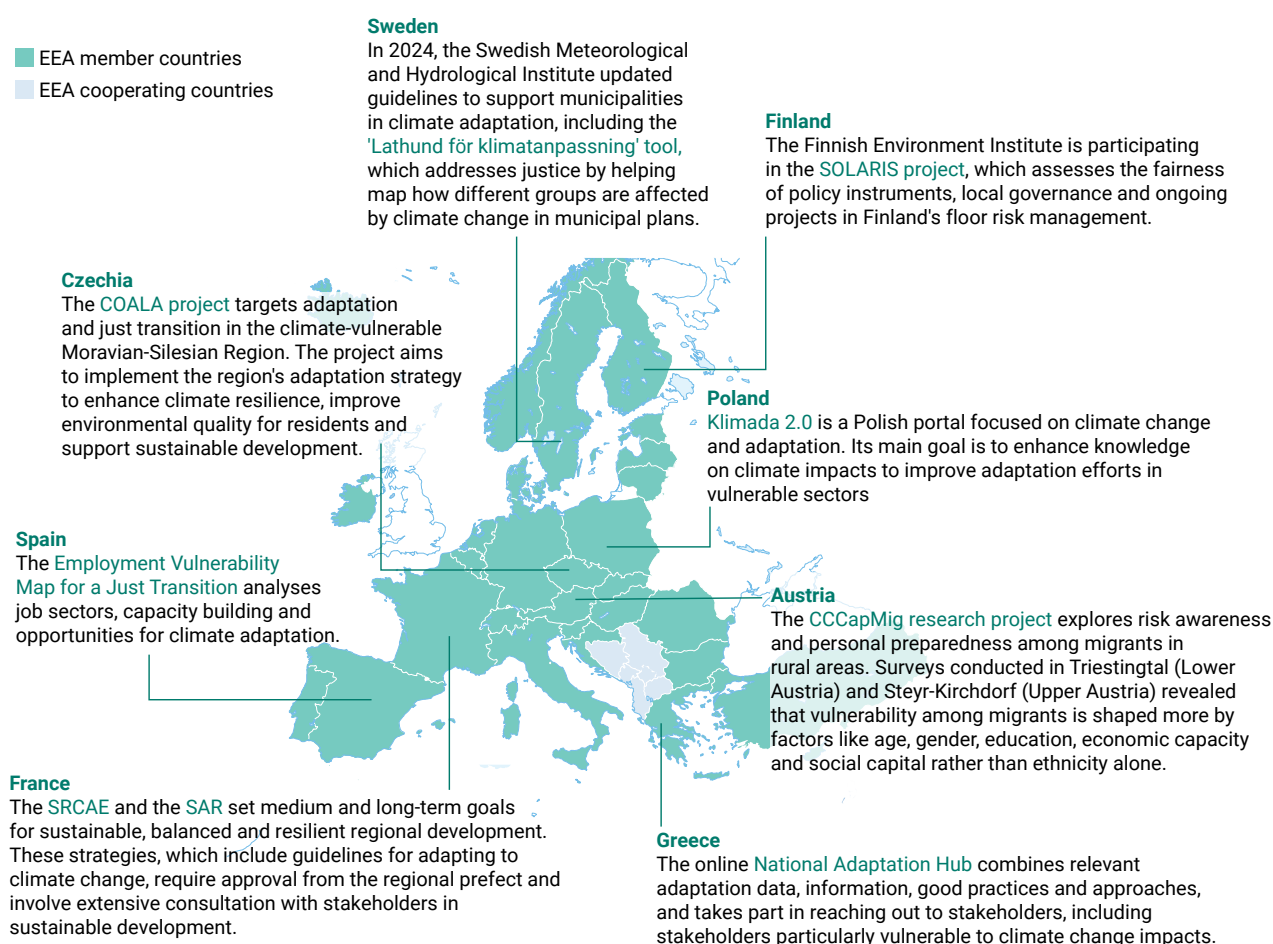 EEA member countries
EEA cooperating countries
Sweden
In 2024, the Swedish Meteorological
and Hydrological Institute updated
guidelines to support municipalities
in climate adaptation, including the
'Lathund för klimatanpassning' tool,
which addresses justice by helping
map how different groups are affected
by climate change in municipal plans.
Finland
The Finnish Environment Institute is participating
in the SOLARIS project, which assesses the fairness
of policy instruments, local governance and ongoing
projects in Finland's floor risk management.
Czechia
The COALA project targets adaptation
and just transition in the climate-vulnerable
Moravian-Silesian Region. The project aims
to implement the region's adaptation strategy
to enhance climate resilience, improve
environmental quality for residents and
support sustainable development.
Poland
Klimada 2.0 is a Polish portal focused on climate change
and adaptation. Its main goal is to enhance knowledge
on climate impacts to improve adaptation efforts in
vulnerable sectors
Spain
The Employment Vulnerability
Map for a Just Transition analyses
job sectors, capacity building and
opportunities for climate adaptation.
Austria
The CCCapMig research project explores risk awareness
and personal preparedness among migrants in
rural areas. Surveys conducted in Triestingtal (Lower
Austria) and Steyr-Kirchdorf (Upper Austria) revealed
that vulnerability among migrants is shaped more by
factors like age, gender, education, economic capacity
and social capital rather than ethnicity alone.
France
The SRCAE and the SAR set medium and long-term goals
for sustainable, balanced and resilient regional development.
These strategies, which include guidelines for adapting to
climate change, require approval from the regional prefect and
involve extensive consultation with stakeholders in
sustainable development.
Greece
The online National Adaptation Hub combines relevant
adaptation data, information, good practices and approaches,
and takes part in reaching out to stakeholders, including
stakeholders particularly vulnerable to climate change impacts.